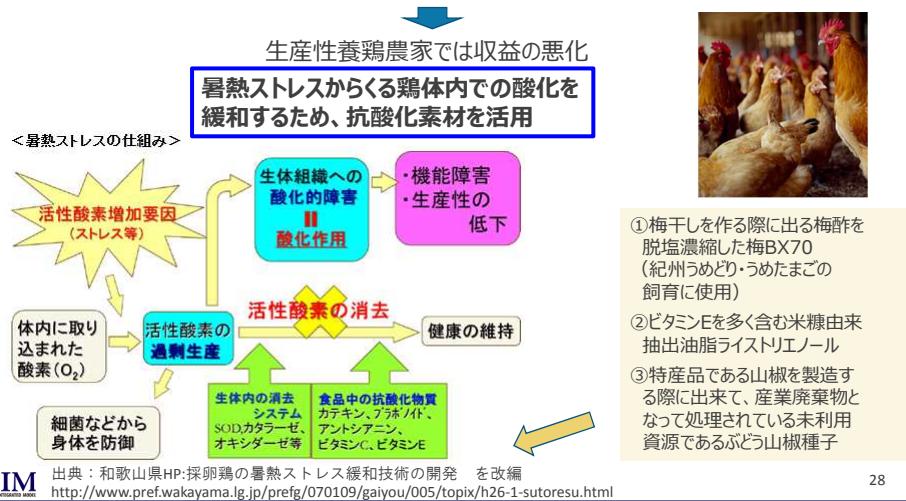 生産性養鶏農家では収益の悪化
暑熱ストレスからくる鶏体内での酸化を
緩和するため、抗酸化素材を活用
＜暑熱ストレスの仕組み＞
活性酸素増加要因
(ストレス等)
生体組織への
酸化的障害
＝
酸化作用
・機能障害
・生産性の
低下
活性酸素の消去
体内に取り
込まれた
酸素(O₂)
活性酸素の
過剰生産
健康の維持
細菌などから
身体を防御
生体内の消去
システム
SOD,カタラーゼ、
オキシダーゼ等
食品中の抗酸化物質
カテキン、フラボノイド、
アントシアニン、
ビタミンC、ビタミンE
①梅干しを作る際に出る梅酢を
脱塩濃縮した梅BX70
（紀州うめどり・うめたまごの
飼育に使用）
②ビタミンEを多く含む米糠由来
抽出油脂ライストリエノール
③特産品である山椒を製造す
る際に出来て、産業廃棄物と
なって処理されている未利用
資源であるぶどう山椒種子
IM
INTEGRATED MODEL
出典：和歌山県HP:採卵鶏の暑熱ストレス緩和技術の開発　を改編
http://www.pref.wakayama.lg.jp/prefg/070109/gaiyou/005/topix/h26-1-sutoresu.html
28